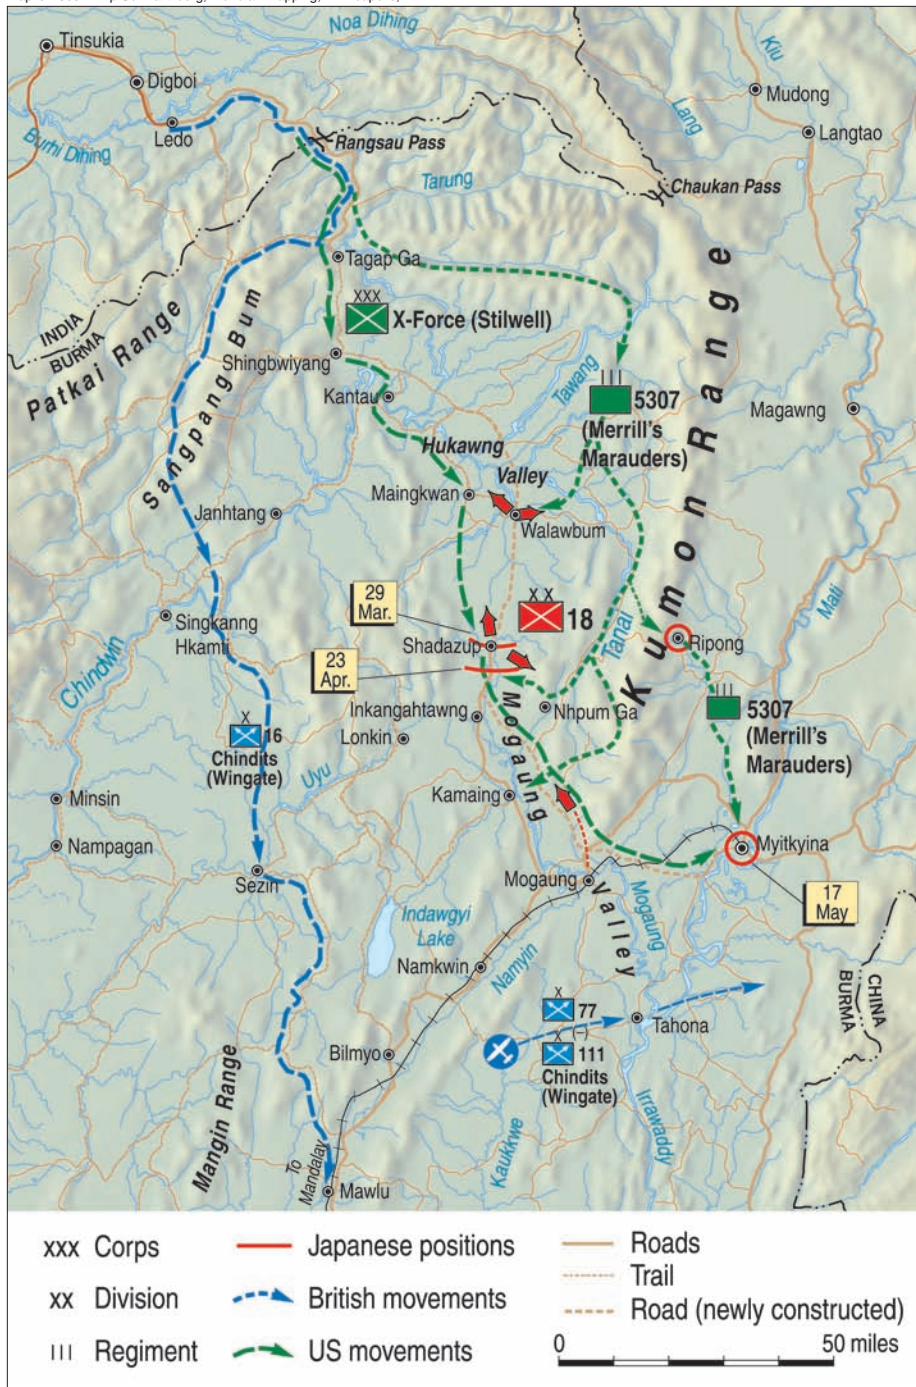 Noa Dihing
Tinsukia
Kiu
Digboi
Mudong
Ledo
Lang
Langtao
Burhi Dihing
Rangsau Pass
Tarung
Chaukan Pass
Tagap Ga
XXX
X-Force (Stilwell)
INDIA
BURMA
Patkai Range
Sangpang Bum
Shingbwiyang
Kantau
Tawang
III
5307
(Merrill's
Marauders)
Kumon Range
Magawng
Hukawng
Valley
Maingkwan
Janhtang
Walawbum
29
Mar.
XX
18
Mati
Singkanng
Hkamti
Shadazup
Tanai
Ripong
Chindwin
23
Apr.
Mogaung
Valley
Inkangahtawng
Nhpum Ga
III
5307
(Merrill's
Marauders)
X
16
Chindits
(Wingate)
Lonkin
Uyu
Minsin
Kamaing
Nampagan
Myitkyina
Sezin
Mogaung
Mogaung
17
May
Indawgyi
Lake
Namkwin
Namyin
CHINA
BURMA
X
77
Tahona
X (–)
111
Chindits
(Wingate)
Bilmyo
Mangin Range
Kaukkwe
Irrawaddy
To
Mandalay
Mawlu
XXX Corps
Japanese positions
Roads
Trail
XX Division
British movements
Road (newly constructed)
III Regiment
US movements
0 50 miles